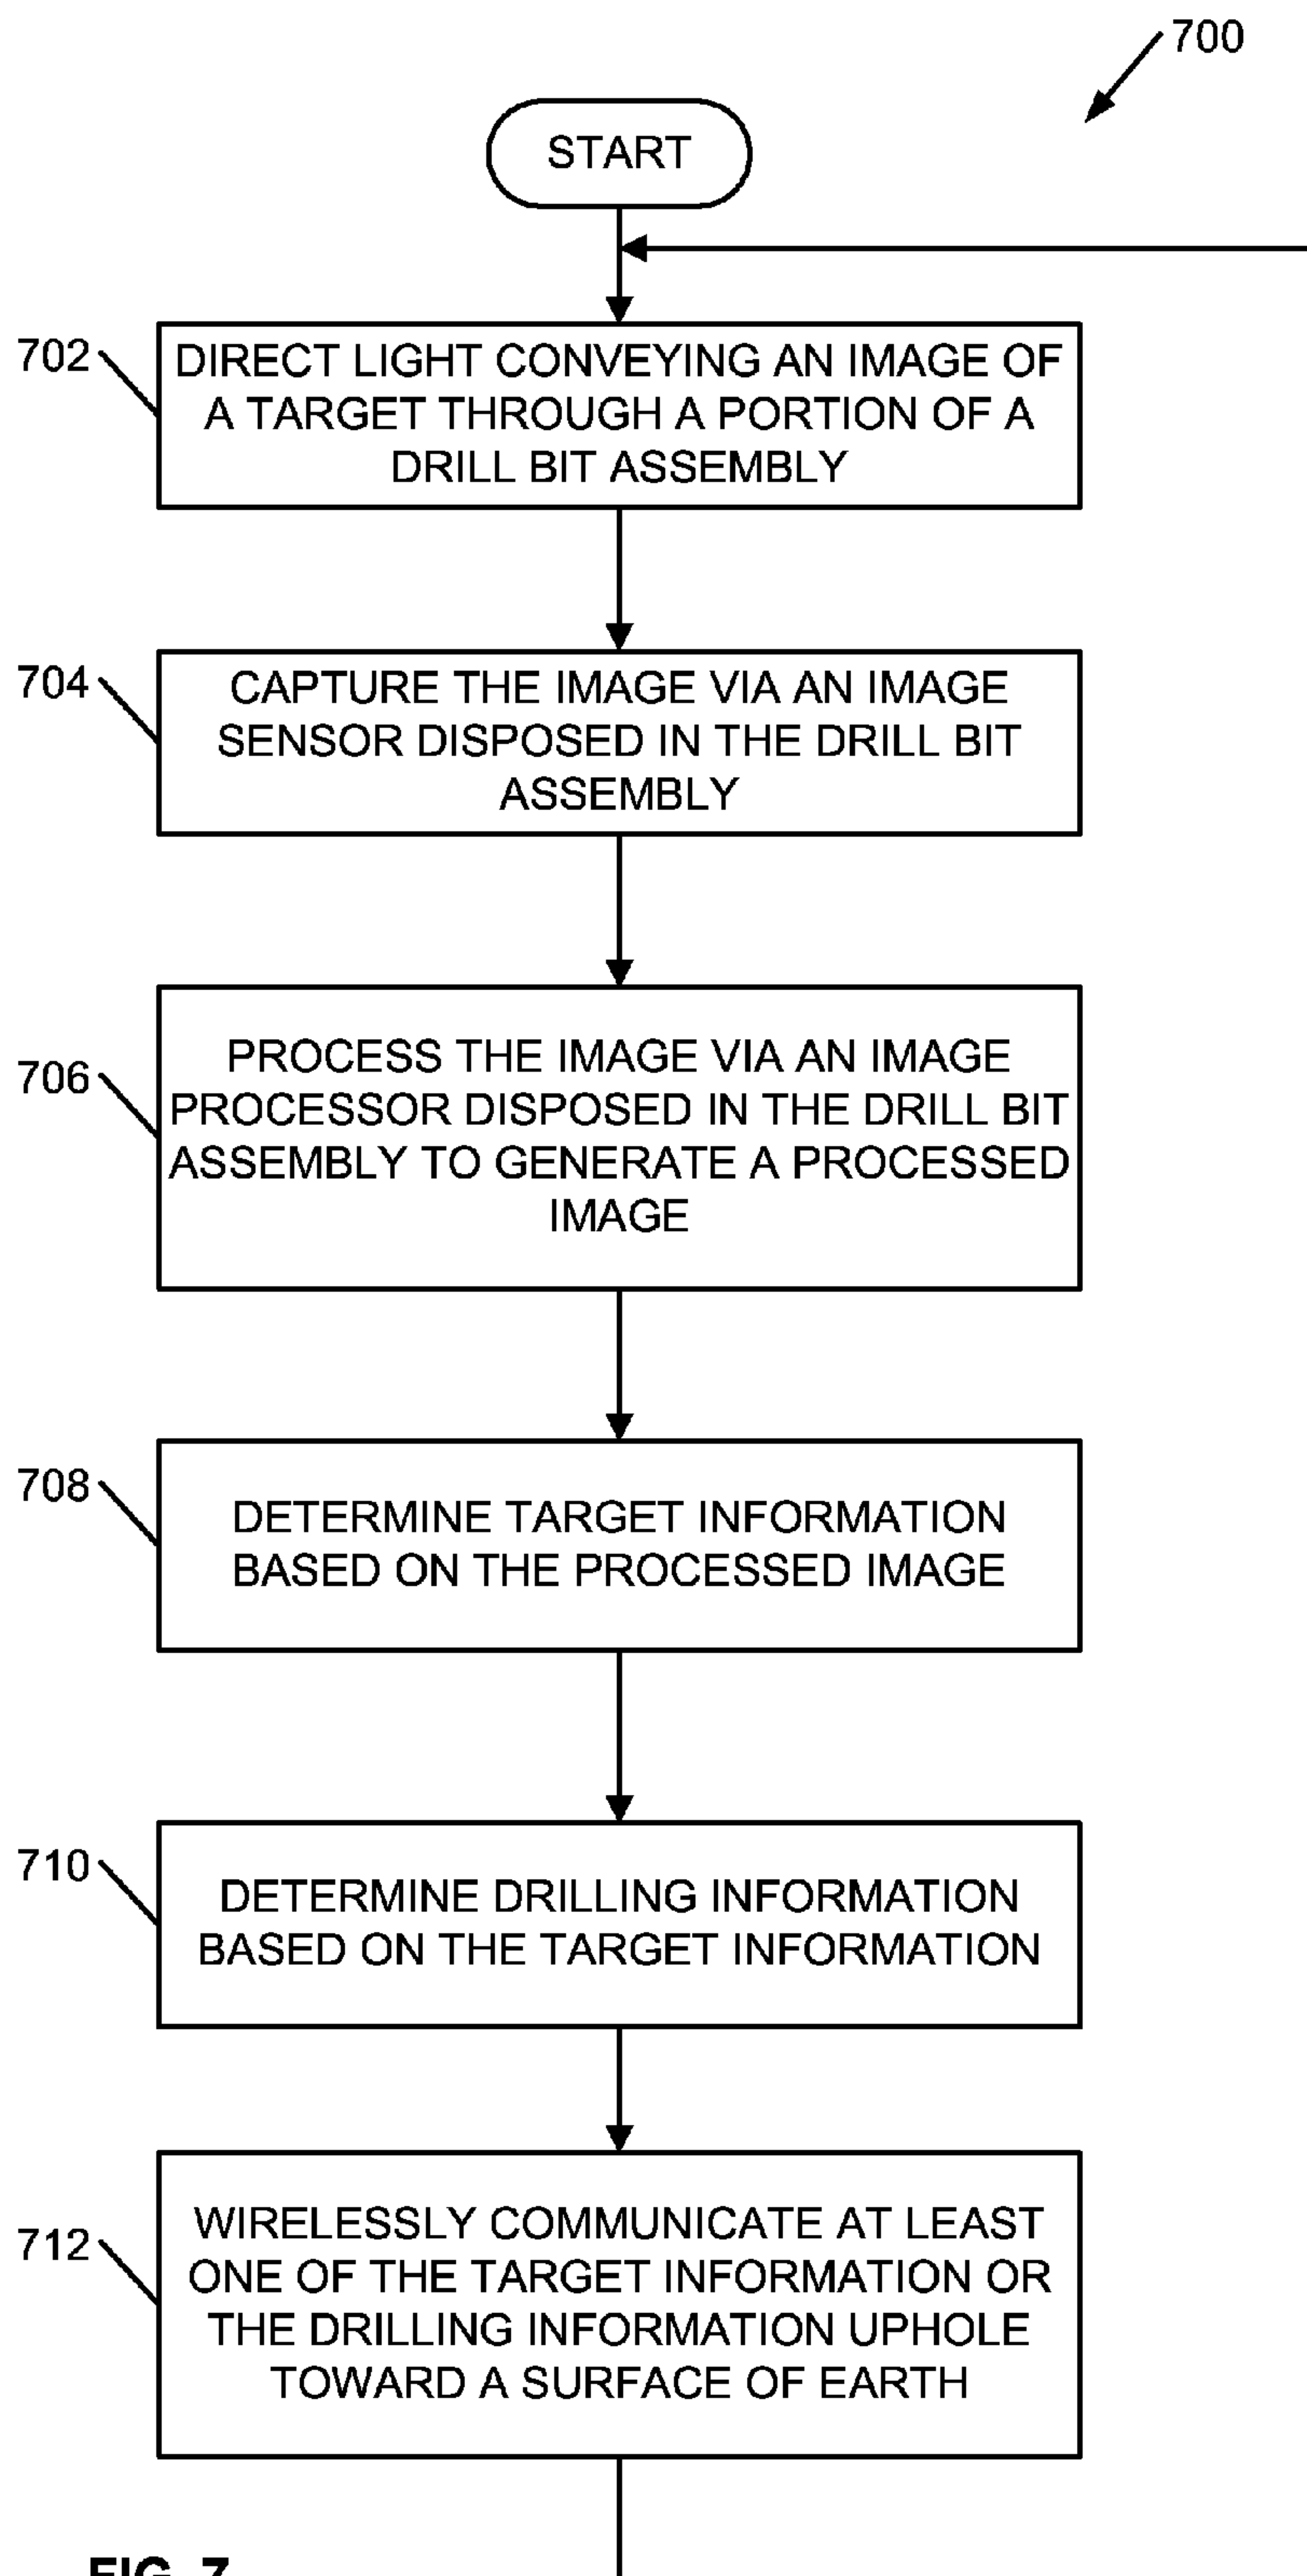 700
START
702
DIRECT LIGHT CONVEYING AN IMAGE OF
A TARGET THROUGH A PORTION OF A
DRILL BIT ASSEMBLY
704
CAPTURE THE IMAGE VIA AN IMAGE
SENSOR DISPOSED IN THE DRILL BIT
ASSEMBLY
706
PROCESS THE IMAGE VIA AN IMAGE
PROCESSOR DISPOSED IN THE DRILL BIT
ASSEMBLY TO GENERATE A PROCESSED
IMAGE
708
DETERMINE TARGET INFORMATION
BASED ON THE PROCESSED IMAGE
710
DETERMINE DRILLING INFORMATION
BASED ON THE TARGET INFORMATION
712
WIRELESSLY COMMUNICATE AT LEAST
ONE OF THE TARGET INFORMATION OR
THE DRILLING INFORMATION UPHOLE
TOWARD A SURFACE OF EARTH
FIG. 7